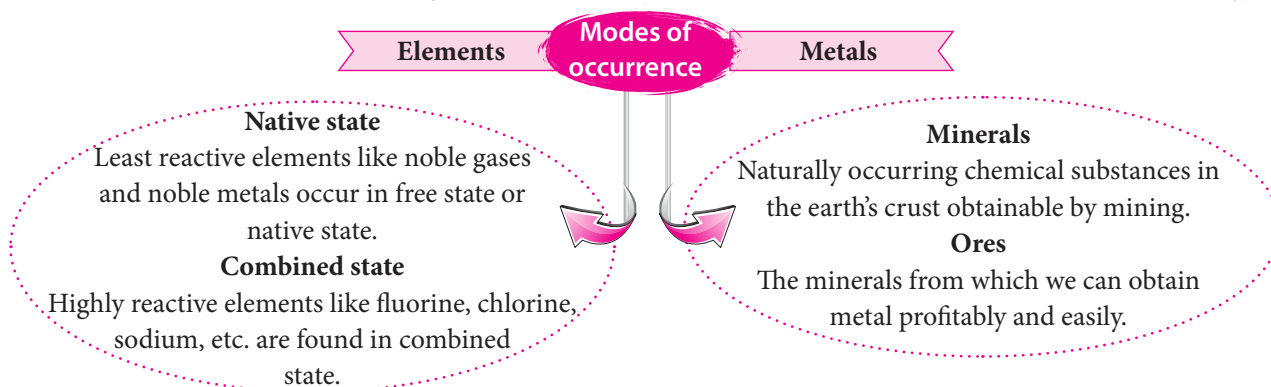 Elements
Modes of
occurrence
Metals
Native state
Least reactive elements like noble gases
and noble metals occur in free state or
native state.
Combined state
Highly reactive elements like fluorine, chlorine,
sodium, etc. are found in combined
state.
Minerals
Naturally occurring chemical substances in
the earth's crust obtainable by mining.
Ores
The minerals from which we can obtain
metal profitably and easily.